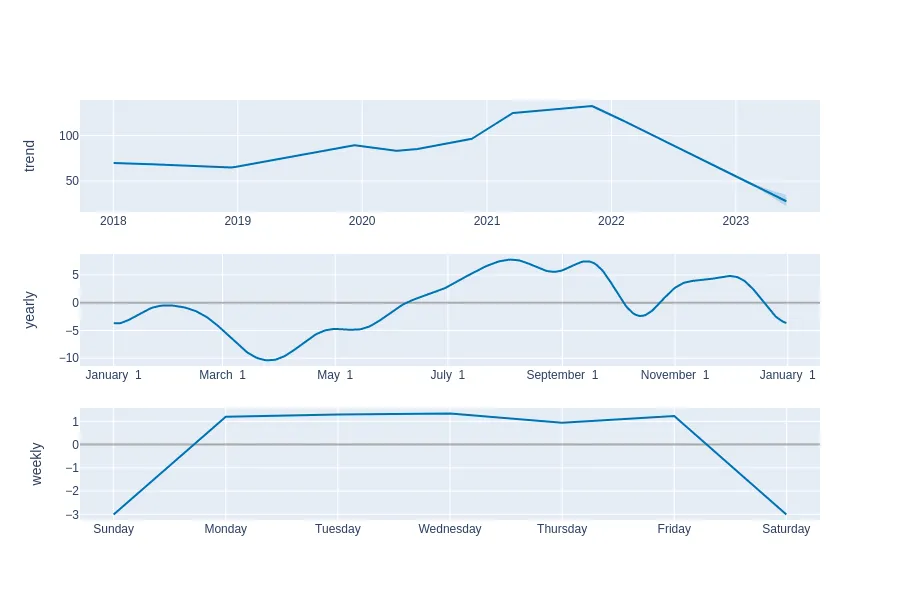 trend
100
50
2018 2019 2020 2021 2022 2023
yearly
5
0
−5
−10
January 1 March 1 May 1 July 1 September 1 November 1 January 1
weekly
1
0
−1
−2
−3
Sunday Monday Tuesday Wednesday Thursday Friday Saturday